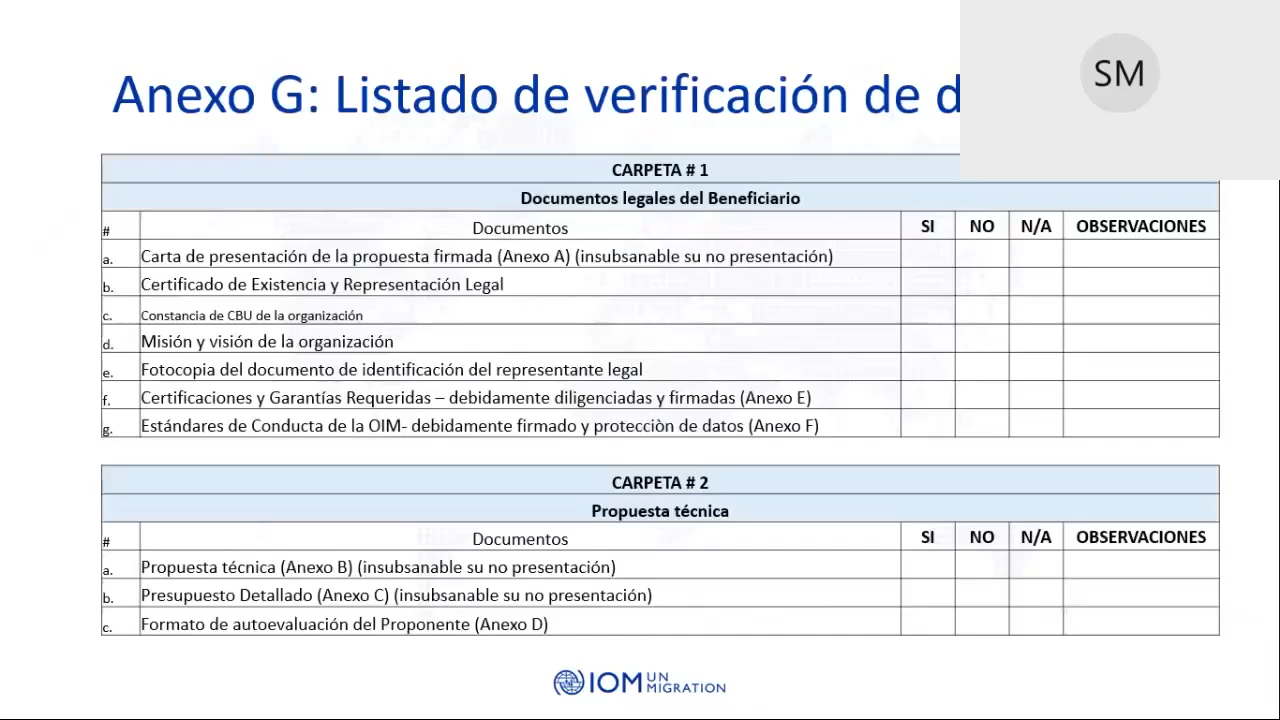 SM
Anexo G: Listado de verificación de d
CARPETA # 1
Documentos legales del Beneficiario
# Documentos SI NO N/A OBSERVACIONES
a. Carta de presentación de la propuesta firmada (Anexo A) (insubsanable su no presentación)
b. Certificado de Existencia y Representación Legal
c. Constancia de CBU de la organización
d. Misión y visión de la organización
e. Fotocopia del documento de identificación del representante legal
f. Certificaciones y Garantías Requeridas – debidamente diligenciadas y firmadas (Anexo E)
g. Estándares de Conducta de la OIM- debidamente firmado y protecciòn de datos (Anexo F)
CARPETA # 2
Propuesta técnica
# Documentos SI NO N/A OBSERVACIONES
a. Propuesta técnica (Anexo B) (insubsanable su no presentación)
b. Presupuesto Detallado (Anexo C) (insubsanable su no presentación)
c. Formato de autoevaluación del Proponente (Anexo D)
IOM UN MIGRATION